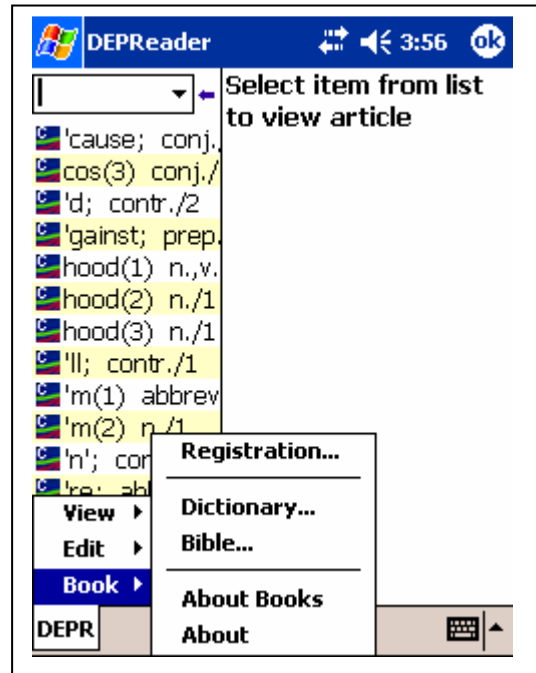 DEPReader 3:56 ok
Select item from list
to view article
'cause; conj.,
cos(3) conj./
'd; contr./2
'gainst; prep.
hood(1) n.,v.
hood(2) n./1
hood(3) n./1
'll; contr./1
'm(1) abbrev
'm(2) n./1
'n'; con
're; abl
View
Edit
Book
Registration...
Dictionary...
Bible...
About Books
About
DEPR